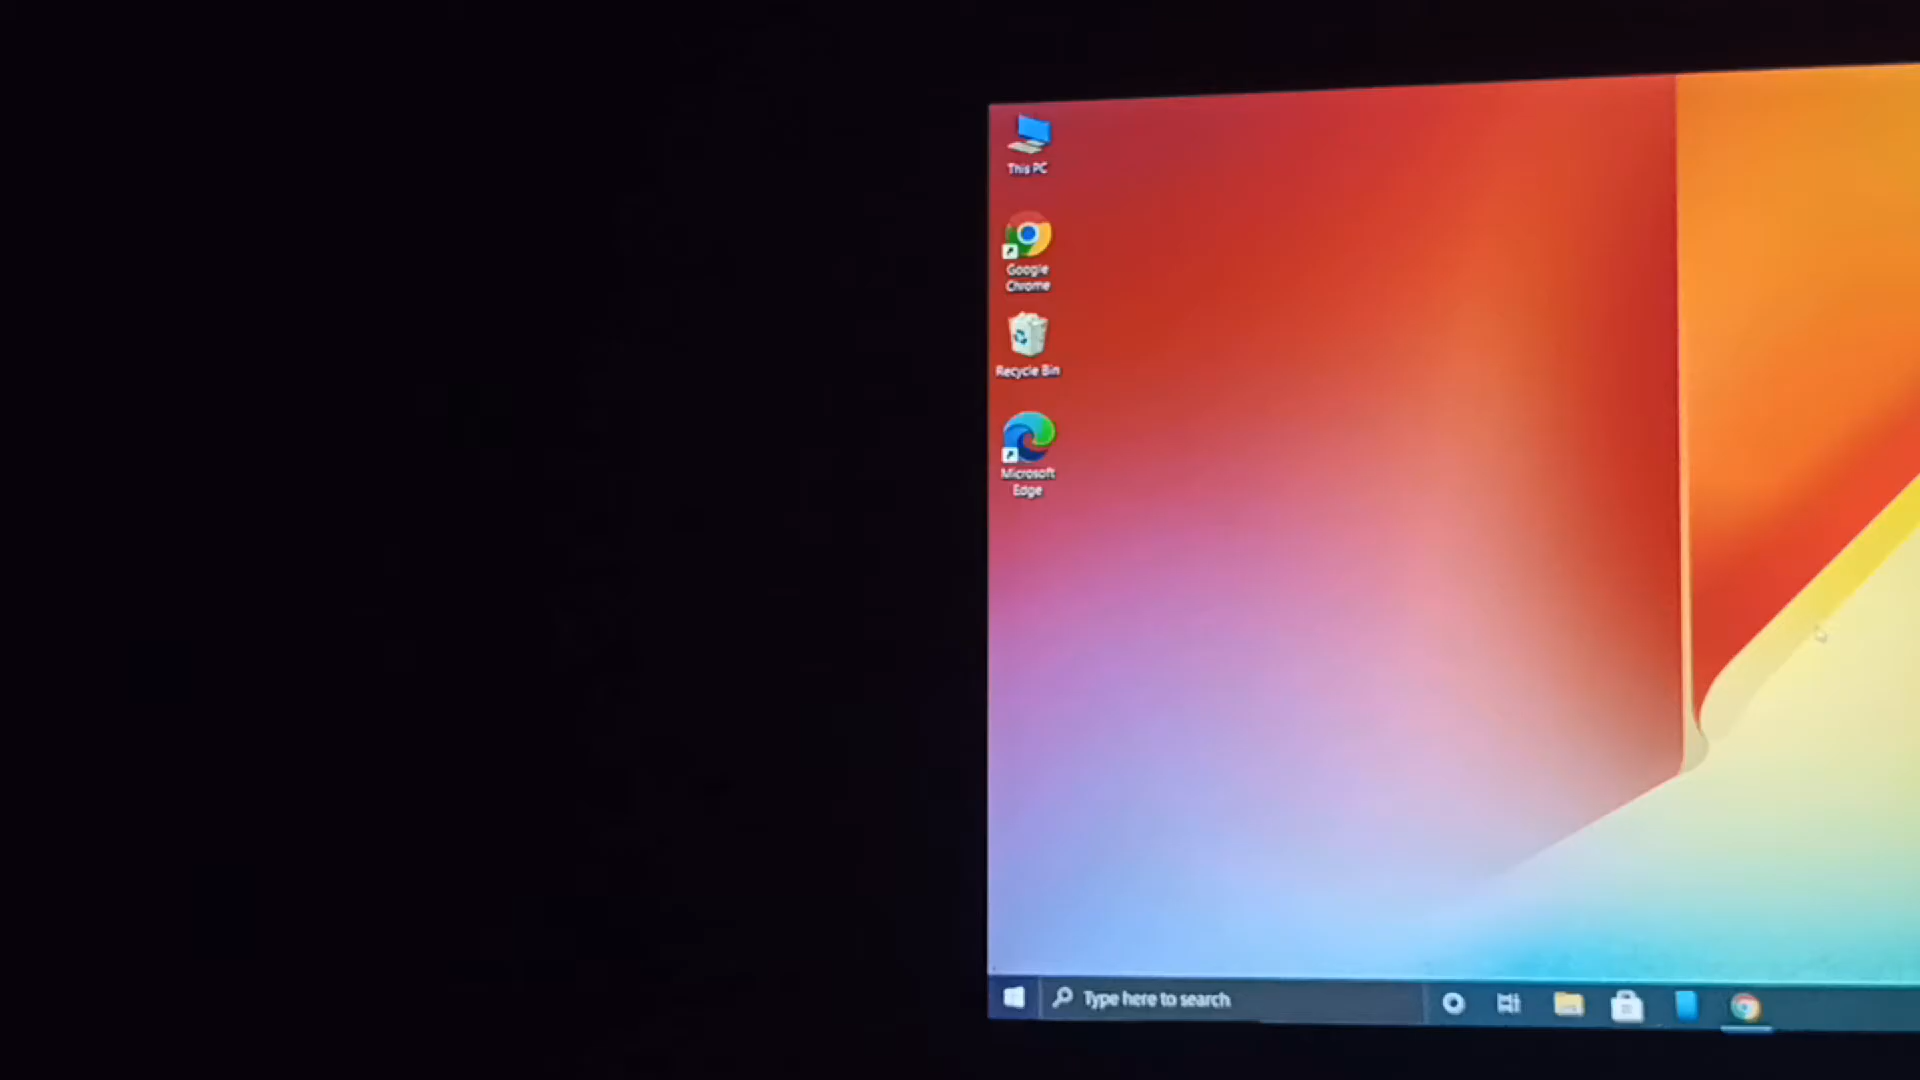 This PC
Google
Chrome
Recycle Bin
Microsoft
Edge
Type here to search